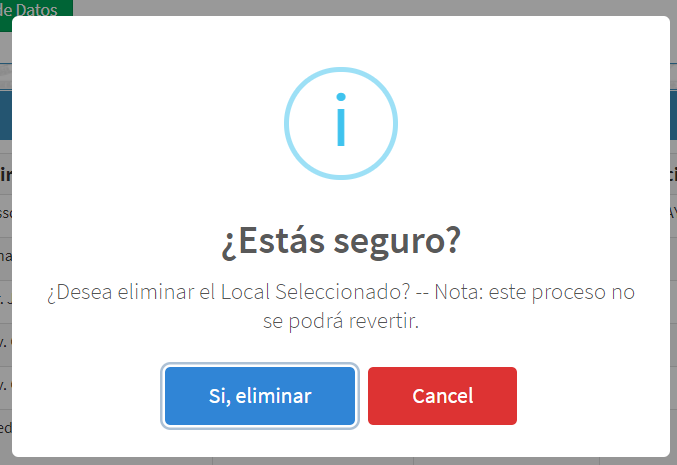 de Datos
¿Estás seguro?
¿Desea eliminar el Local Seleccionado? -- Nota: este proceso no
se podrá revertir.
Si, eliminar
Cancel